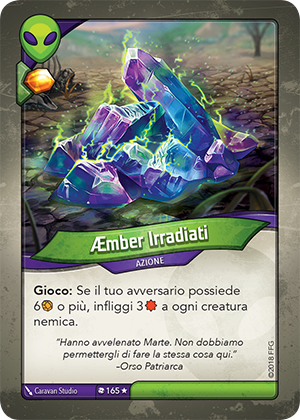 Æmber Irradiati
AZIONE
Gioco: Se il tuo avversario possiede
6 o più, infliggi 3 a ogni creatura
nemica.
"Hanno avvelenato Marte. Non dobbiamo
permettergli di fare la stessa cosa qui."
–Orso Patriarca
©2018 FFG
Caravan Studio
165